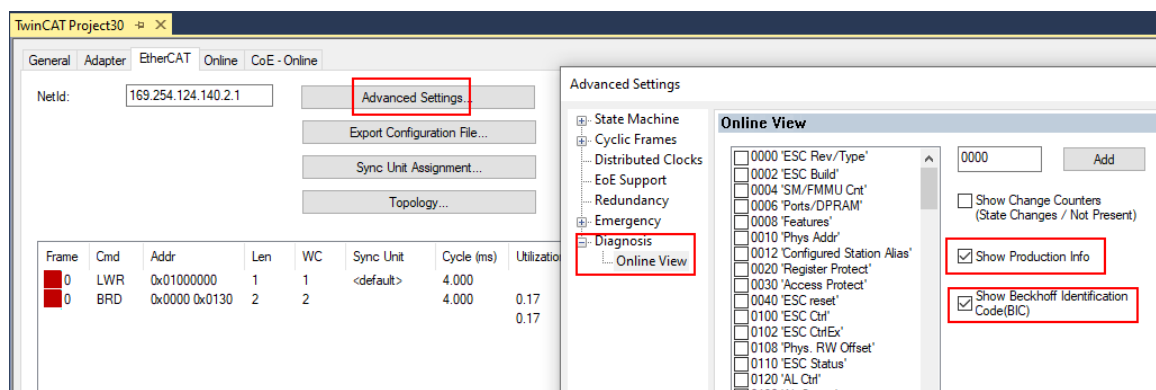 TwinCAT Project30
General Adapter EtherCAT Online CoE - Online
NetId: 169.254.124.140.2.1
Advanced Settings...
Export Configuration File...
Sync Unit Assignment...
Topology...
Frame Cmd Addr Len WC Sync Unit Cycle (ms)
0 LWR 0x01000000 1 1 <default> 4.000
0 BRD 0x0000 0x0130 2 2 4.000 0.17
0.17
Advanced Settings
State Machine
Cyclic Frames
Distributed Clocks
EoE Support
Redundancy
Emergency
Diagnosis
Online View
Online View
0000 'ESC Rev/Type'
0002 'ESC Build'
0004 'SM/FMMU Cnt'
0006 'Ports/DPRAM'
0008 'Features'
0010 'Phys Addr'
0012 'Configured Station Alias'
0020 'Register Protect'
0030 'Access Protect'
0040 'ESC reset'
0100 'ESC Ctrl'
0102 'ESC CtrlEx'
0108 'Phys. RW Offset'
0110 'ESC Status'
0120 'AL Ctrl'
0000 Add
Show Change Counters
(State Changes / Not Present)
Show Production Info
Show Beckhoff Identification
Code(BIC)